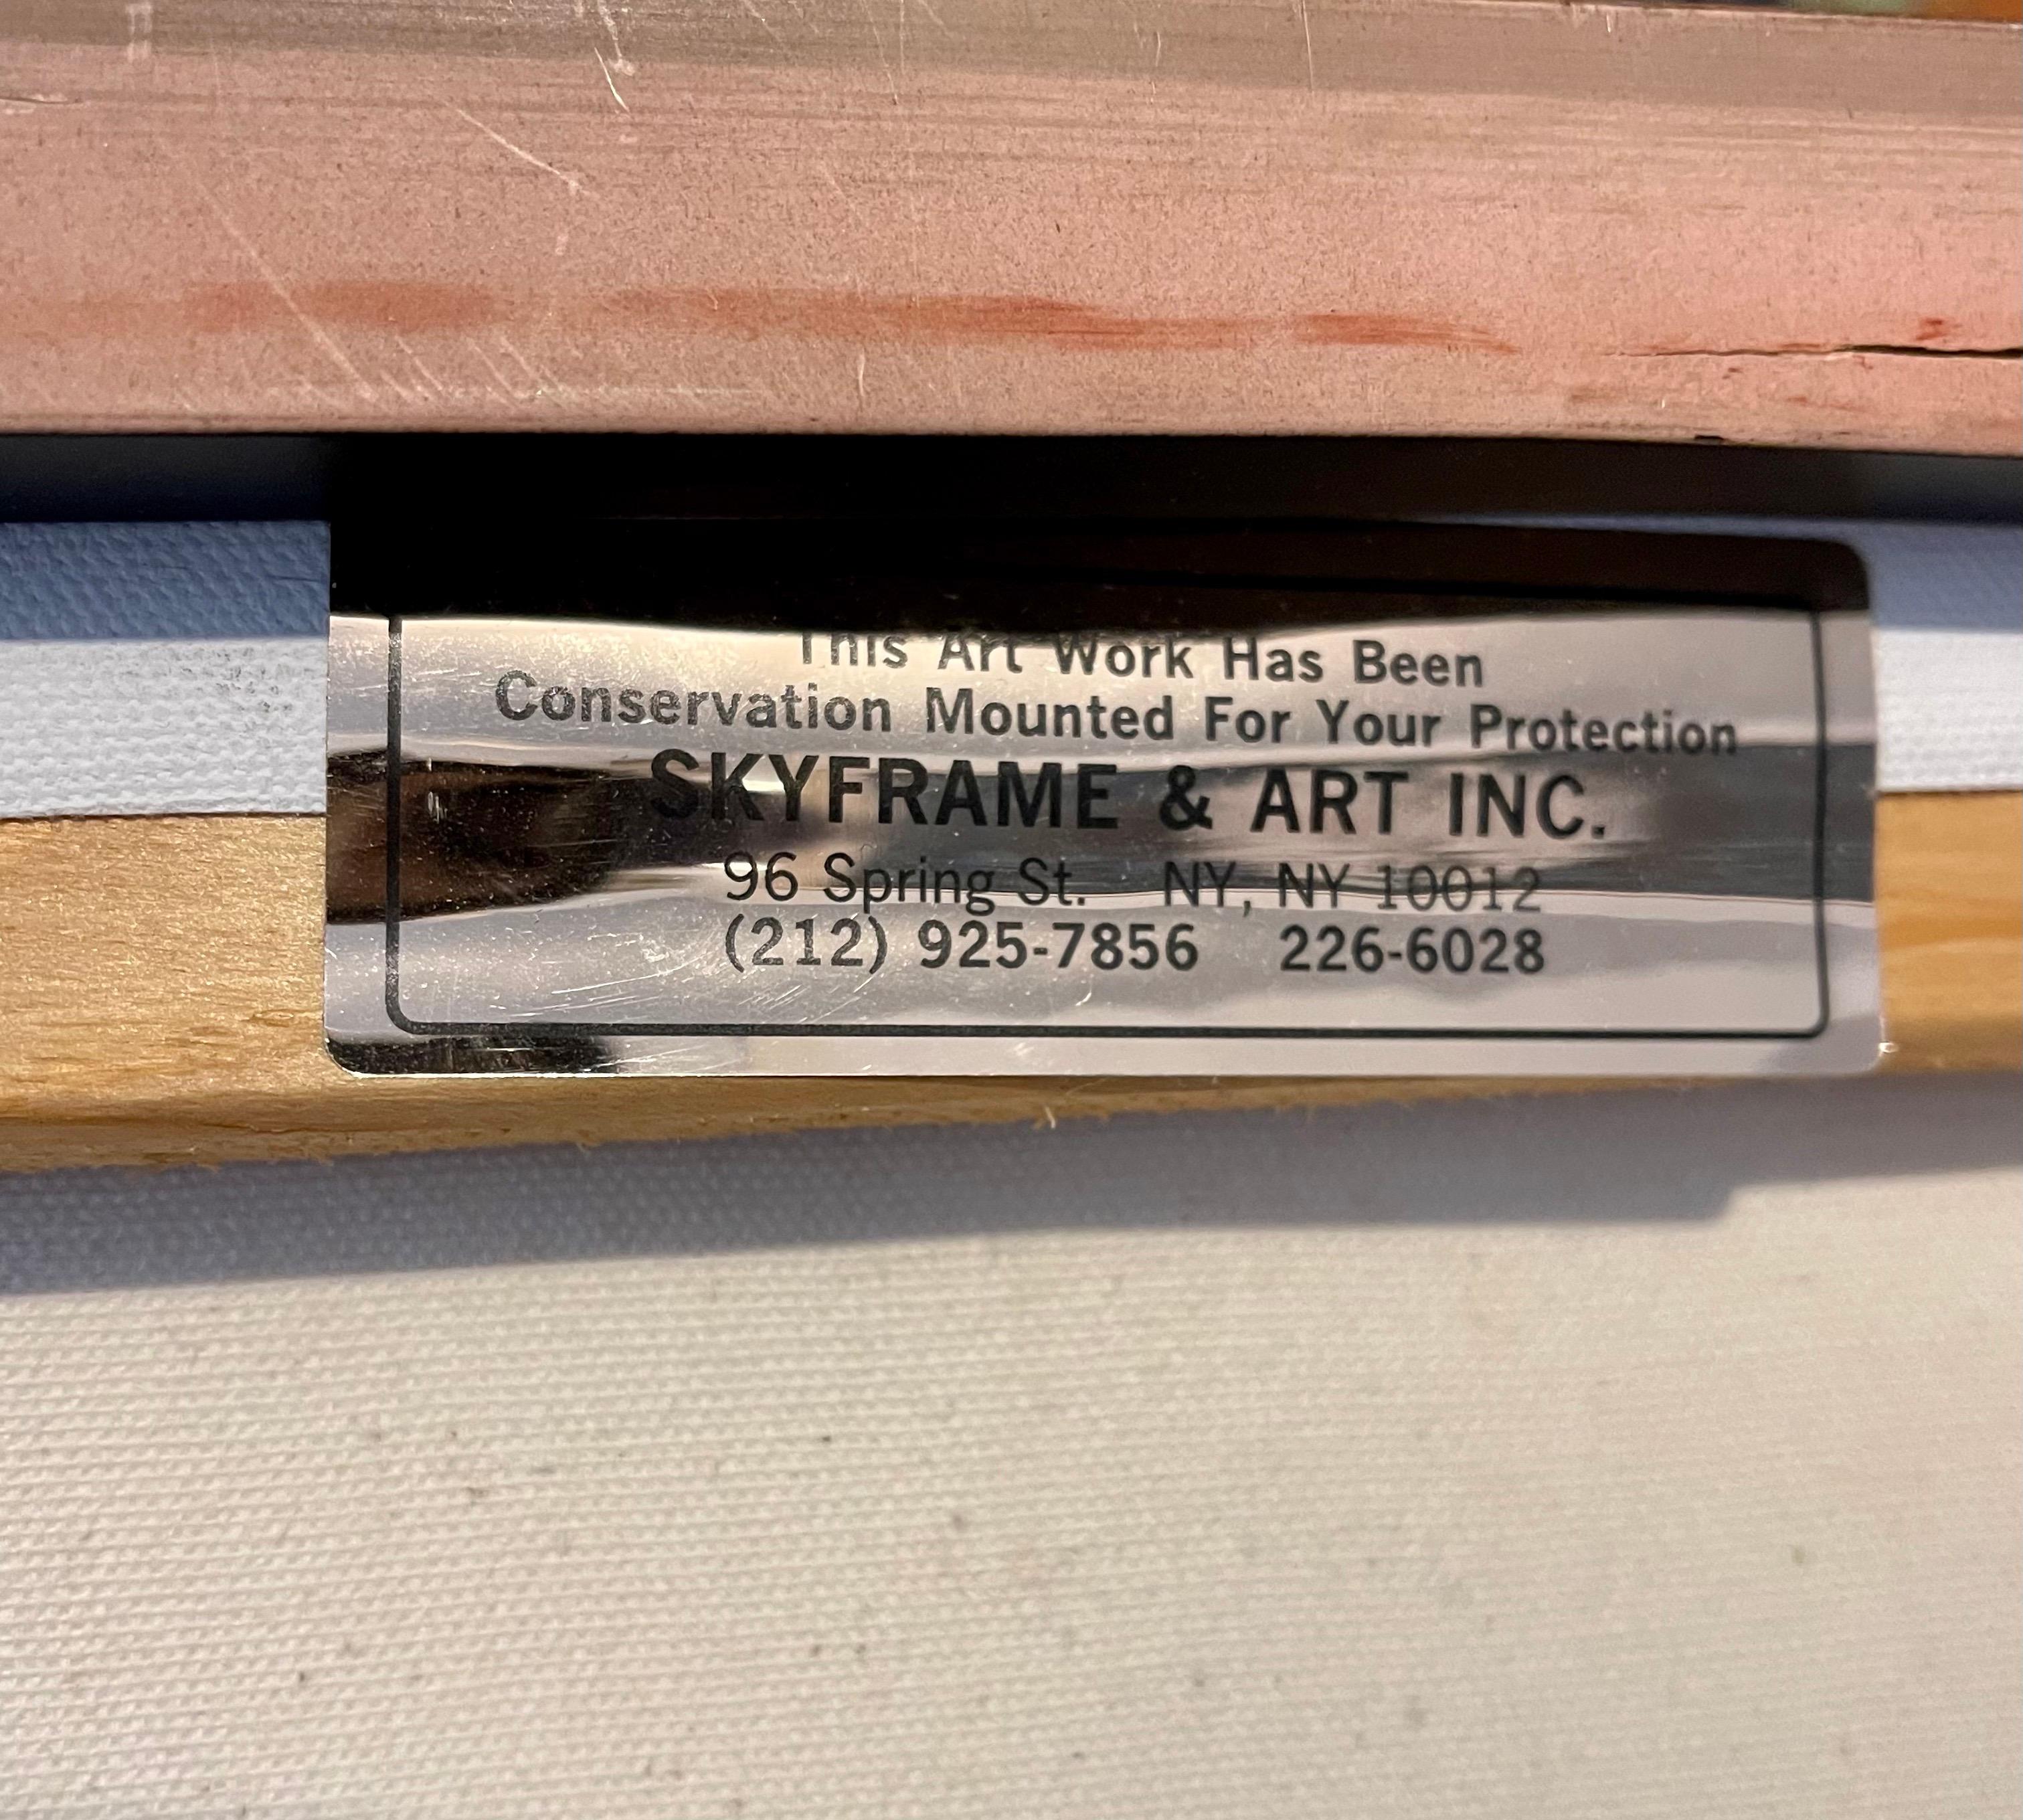 This Art Work Has Been
Conservation Mounted For Your Protection
SKYFRAME & ART INC.
96 Spring St. NY, NY 10012
(212) 925-7856 226-6028